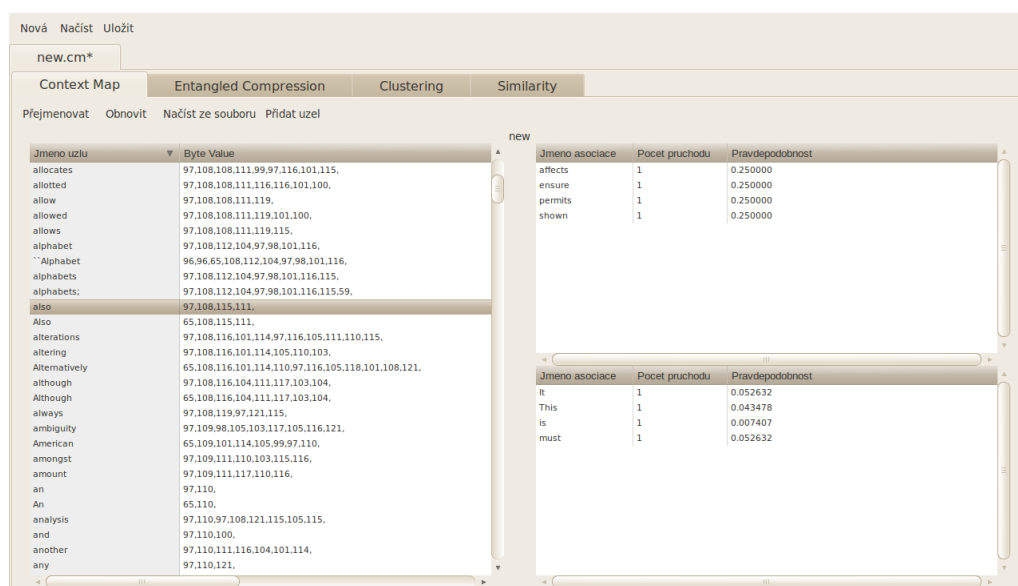 Nová Načíst Uložit
new.cm*
Context Map Entangled Compression Clustering Similarity
Přejmenovat Obnovit Načíst ze souboru Přidat uzel
new
Jmeno uzlu Byte Value
allocates 97,108,108,111,99,97,116,101,115,
allotted 97,108,108,111,116,116,101,100,
allow 97,108,108,111,119,
allowed 97,108,108,111,119,101,100,
allows 97,108,108,111,119,115,
alphabet 97,108,112,104,97,98,101,116,
``Alphabet 96,96,65,108,112,104,97,98,101,116,
alphabets 97,108,112,104,97,98,101,116,115,
alphabets; 97,108,112,104,97,98,101,116,115,59,
also 97,108,115,111,
Also 65,108,115,111,
alterations 97,108,116,101,114,97,116,105,111,110,115,
altering 97,108,116,101,114,105,110,103,
Alternatively 65,108,116,101,114,110,97,116,105,118,101,108,121,
although 97,108,116,104,111,117,103,104,
Although 65,108,116,104,111,117,103,104,
always 97,108,119,97,121,115,
ambiguity 97,109,98,105,103,117,105,116,121,
American 65,109,101,114,105,99,97,110,
amongst 97,109,111,110,103,115,116,
amount 97,109,111,117,110,116,
an 97,110,
An 65,110,
analysis 97,110,97,108,121,115,105,115,
and 97,110,100,
another 97,110,111,116,104,101,114,
any 97,110,121,
Jmeno asociace Pocet pruchodu Pravdepodobnost
affects 1 0.250000
ensure 1 0.250000
permits 1 0.250000
shown 1 0.250000
Jmeno asociace Pocet pruchodu Pravdepodobnost
It 1 0.052632
This 1 0.043478
is 1 0.007407
must 1 0.052632